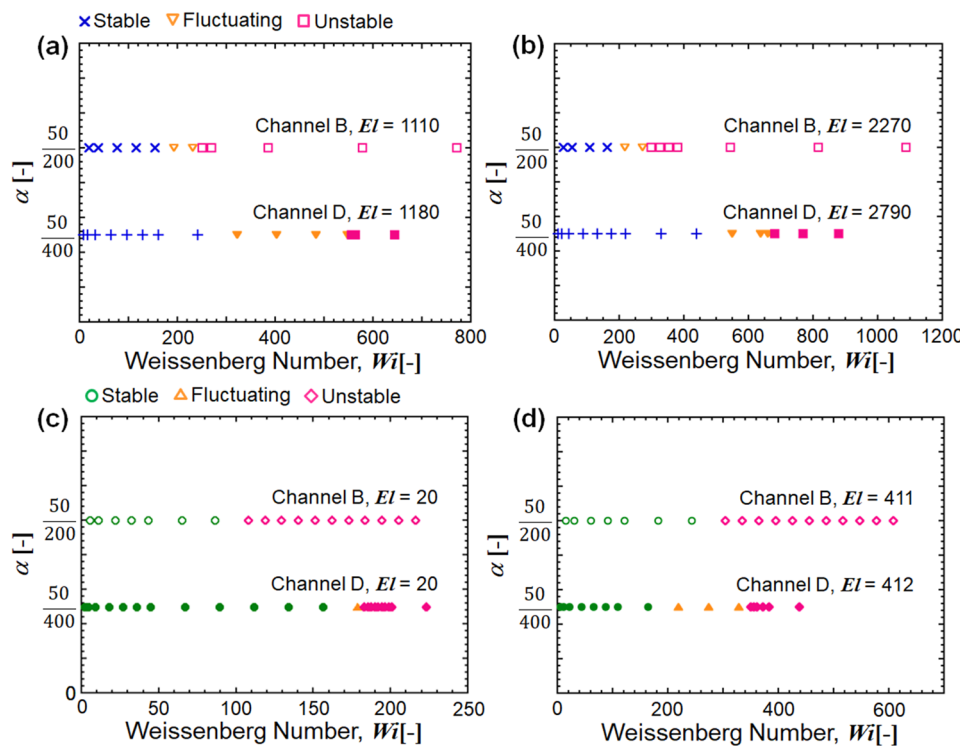 Stable Fluctuating Unstable
(a)
Channel B, El = 1110
50
200
α [-]
Channel D, El = 1180
50
400
0 200 400 600 800
Weissenberg Number, Wi[-]
(b)
Channel B, El = 2270
50
200
α [-]
Channel D, El = 2790
50
400
0 200 400 600 800 1000 1200
Weissenberg Number, Wi[-]
Stable Fluctuating Unstable
(c)
Channel B, El = 20
50
200
α [-]
Channel D, El = 20
50
400
0
0 50 100 150 200 250
Weissenberg Number, Wi[-]
(d)
Channel B, El = 411
50
200
α [-]
Channel D, El = 412
50
400
0 200 400 600
Weissenberg Number, Wi[-]